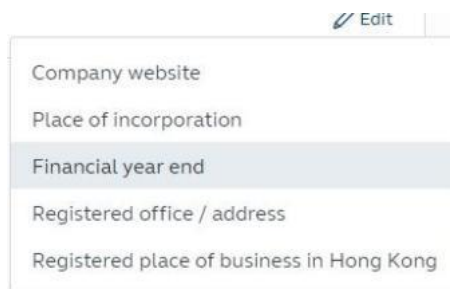 Edit
Company website
Place of incorporation
Financial year end
Registered office / address
Registered place of business in Hong Kong